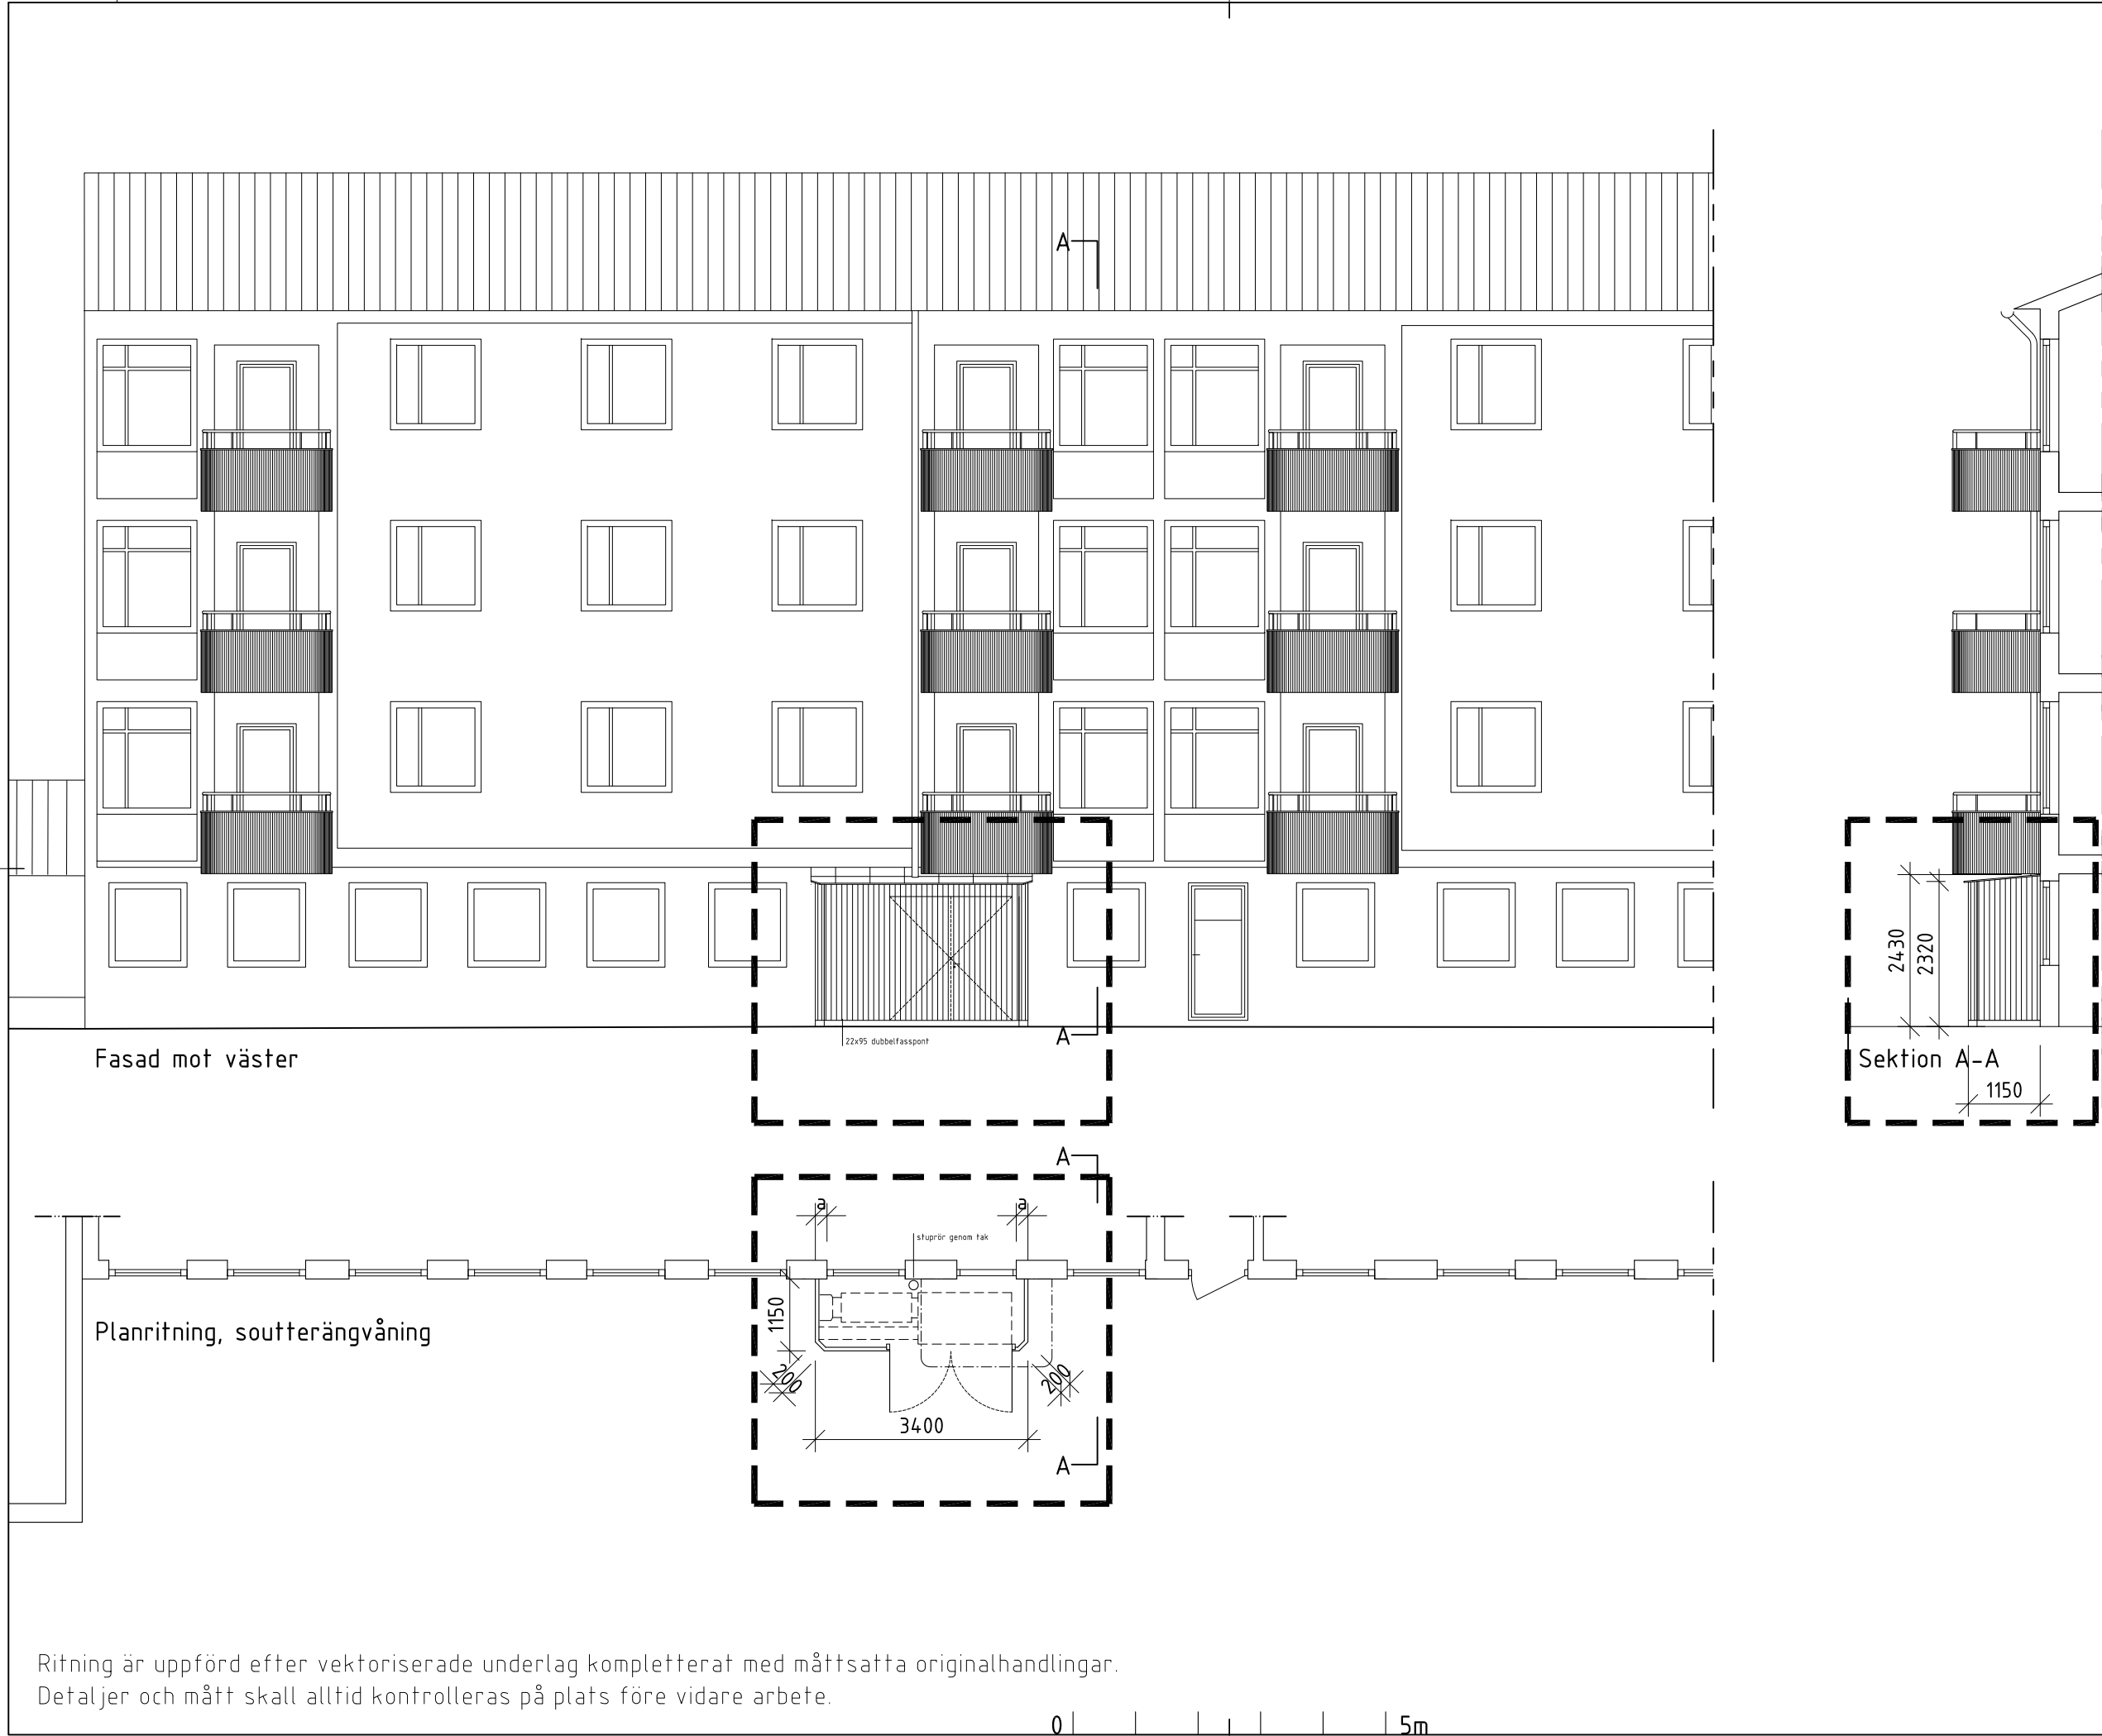 A
2430
2320
22x95 dubbelfasspont
A
Fasad mot väster
Sektion A-A
1150
A
a
a
stuprör genom tak
1150
Planritning, soutterängvåning
200
200
3400
A
Ritning är uppförd efter vektoriserade underlag kompletterat med måttsatta originalhandlingar.
Detaljer och mått skall alltid kontrolleras på plats före vidare arbete.
0
5m